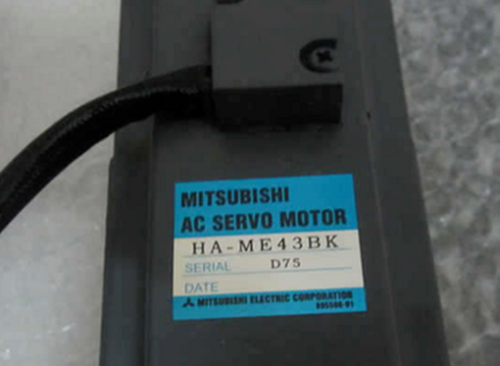 MITSUBISHI
AC SERVO MOTOR
HA-ME43BK
SERIAL D75
DATE
MITSUBISHI ELECTRIC CORPORATION